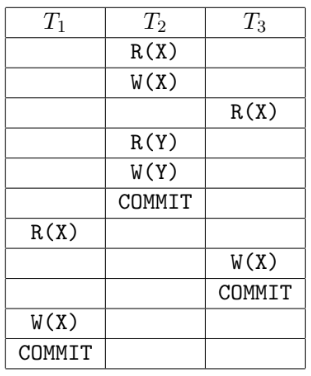 T₁ T₂ T₃
R(X)
W(X)
R(X)
R(Y)
W(Y)
COMMIT
R(X)
W(X)
COMMIT
W(X)
COMMIT